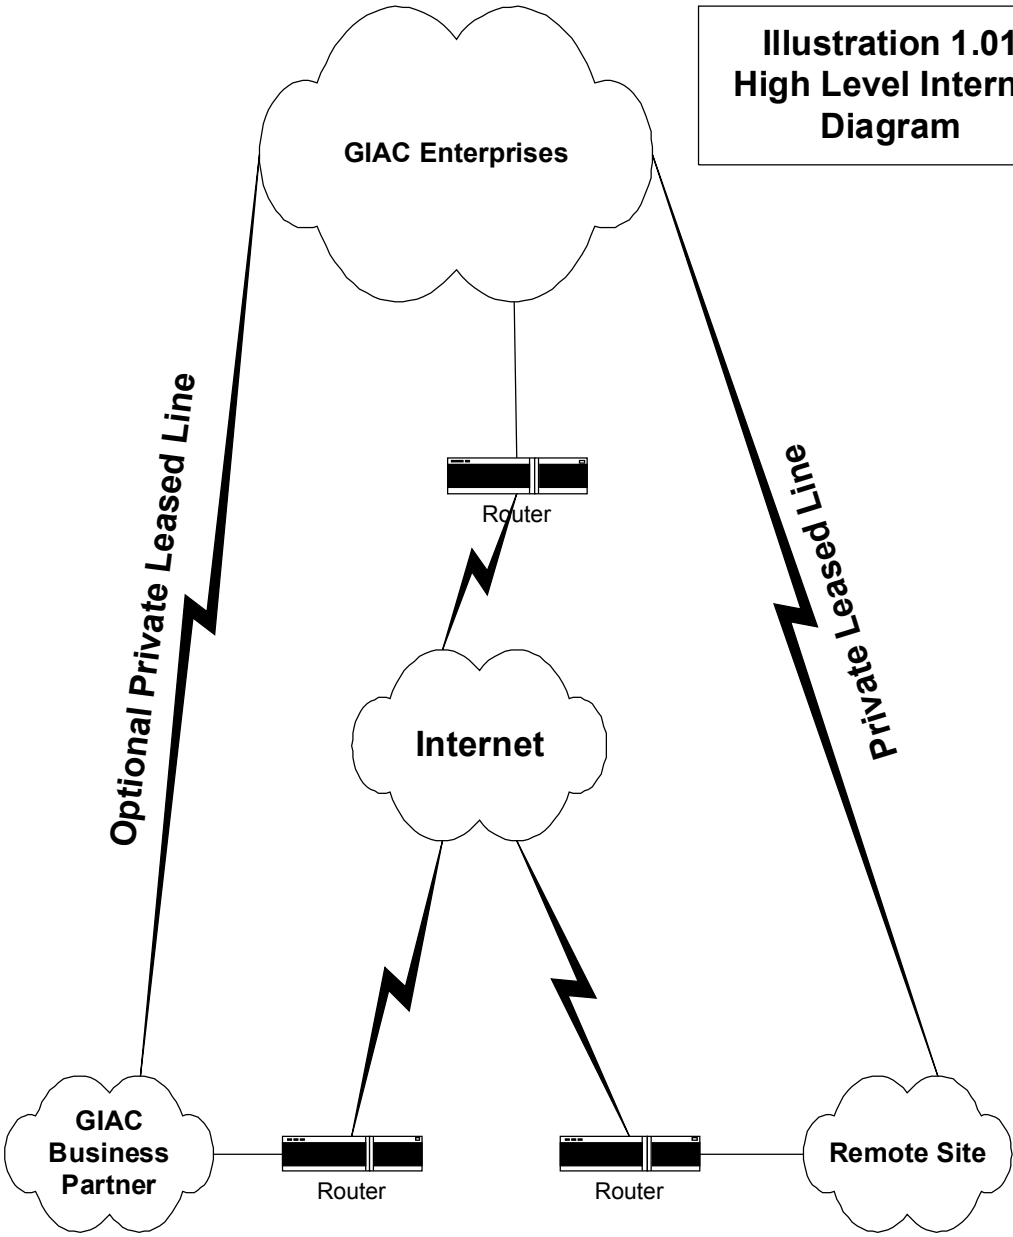 Illustration 1.01
High Level Intern
Diagram
GIAC Enterprises
Optional Private Leased Line
Private Leased Line
Router
Internet
GIAC
Business
Partner
Router
Router
Remote Site